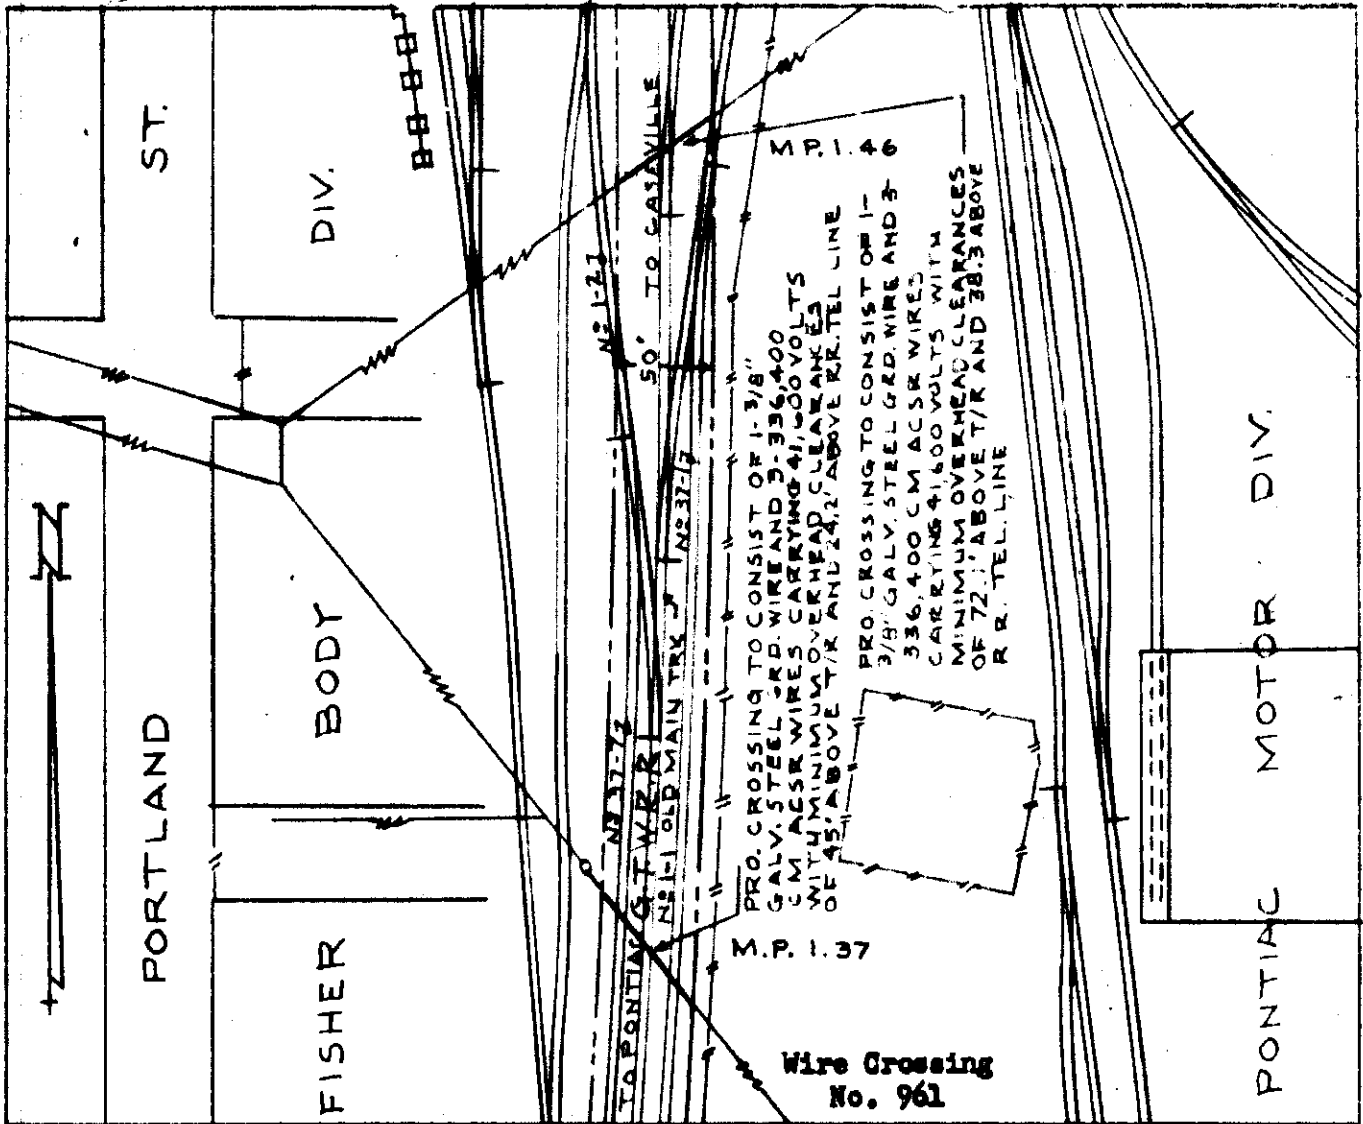 PORTLAND ST.
FISHER BODY DIV.
N
Nº 1-27
50' TO CASEVILLE
Nº 37-72
Nº 37-17
TO PONTIAC G.T.W.R.R.
Nº 1-1 OLD MAIN TRK
M.P. 1.46
PRO. CROSSING TO CONSIST OF 1-3/8"
GALV. STEEL GRD. WIRE AND 3-336,400
CM ACSR WIRES CARRYING 41,600 VOLTS
WITH MINIMUM OVERHEAD CLEARANCES
OF 45' ABOVE T/R AND 24.2' ABOVE R.R. TEL LINE
M.P. 1.37
PRO. CROSSING TO CONSIST OF 1-
3/8" GALV. STEEL GRD. WIRE AND 3-
336,400 CM ACSR WIRES
CARRYING 41,600 VOLTS WITH
MINIMUM OVERHEAD CLEARANCES
OF 72. ' ABOVE T/R AND 38.3 ABOVE
R R. TEL. LINE
PONTIAC MOTOR DIV.
Wire Crossing
No. 961